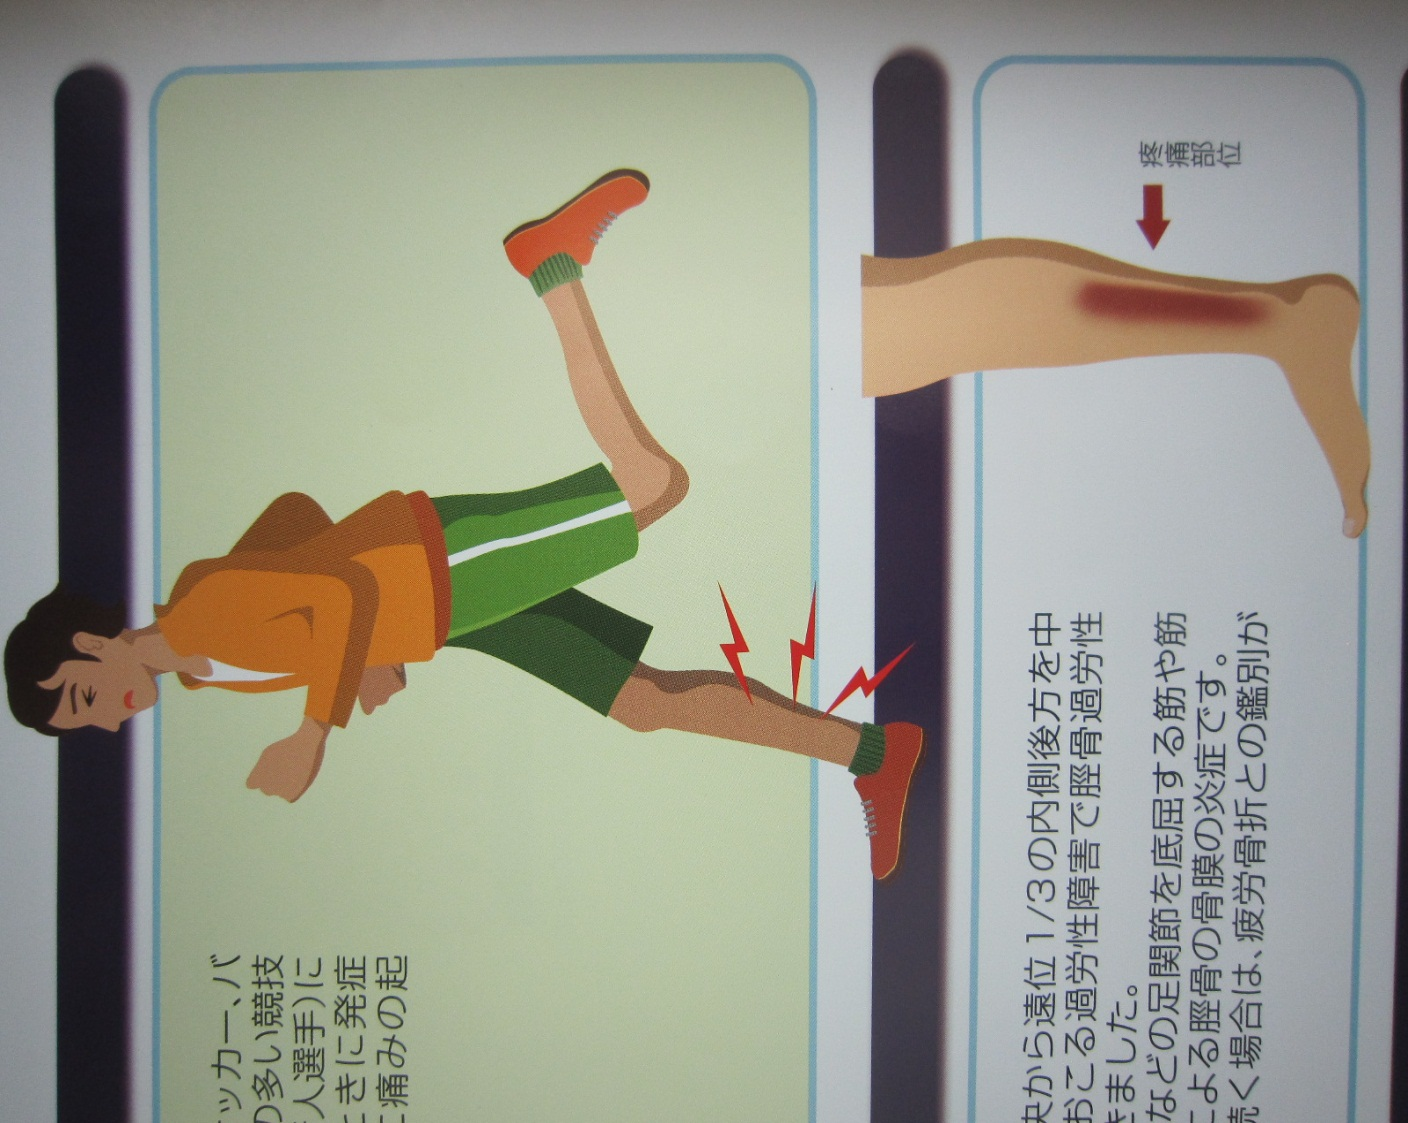 ッカー、バ
の多い競技
人選手)に
ときに発症
痛みの起
央から遠位1/3の内側後方を中
おこる過労性障害で脛骨過労性
きました。
などの足関節を底屈する筋や筋
による脛骨の骨膜の炎症です。
続く場合は、疲労骨折との鑑別が
疼痛部位